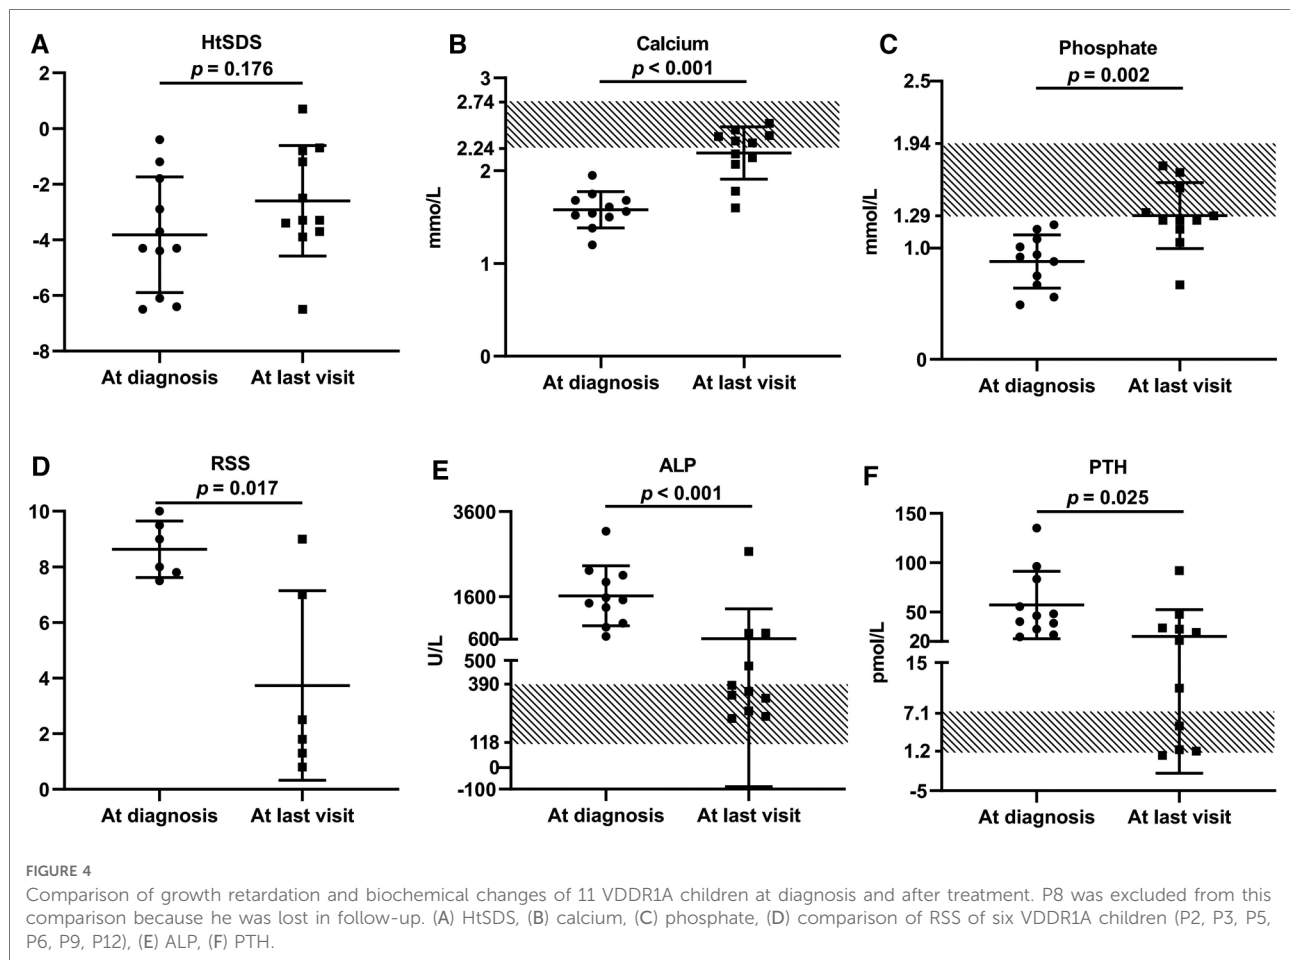 A
HtSDS
p = 0.176
2
0
-2
-4
-6
-8
At diagnosis
At last visit
B
Calcium
p < 0.001
mmo/L
3
2.74
2.24
2
1
0
At diagnosis
At last visit
C
Phosphate
p = 0.002
mmol/L
2.5
1.94
1.29
1.0
0
At diagnosis
At last visit
D
RSS
p = 0.017
10
8
6
4
2
0
At diagnosis
At last visit
E
ALP
p < 0.001
U/L
3600
1600
600
500
390
118
0
-100
At diagnosis
At last visit
F
PTH
p = 0.025
pmol/L
150
100
50
20
15
7.1
1.2
-5
At diagnosis
At last visit
FIGURE 4
Comparison of growth retardation and biochemical changes of 11 VDDR1A children at diagnosis and after treatment. P8 was excluded from this
comparison because he was lost in follow-up. (A) HtSDS, (B) calcium, (C) phosphate, (D) comparison of RSS of six VDDR1A children (P2, P3, P5,
P6, P9, P12), (E) ALP, (F) PTH.